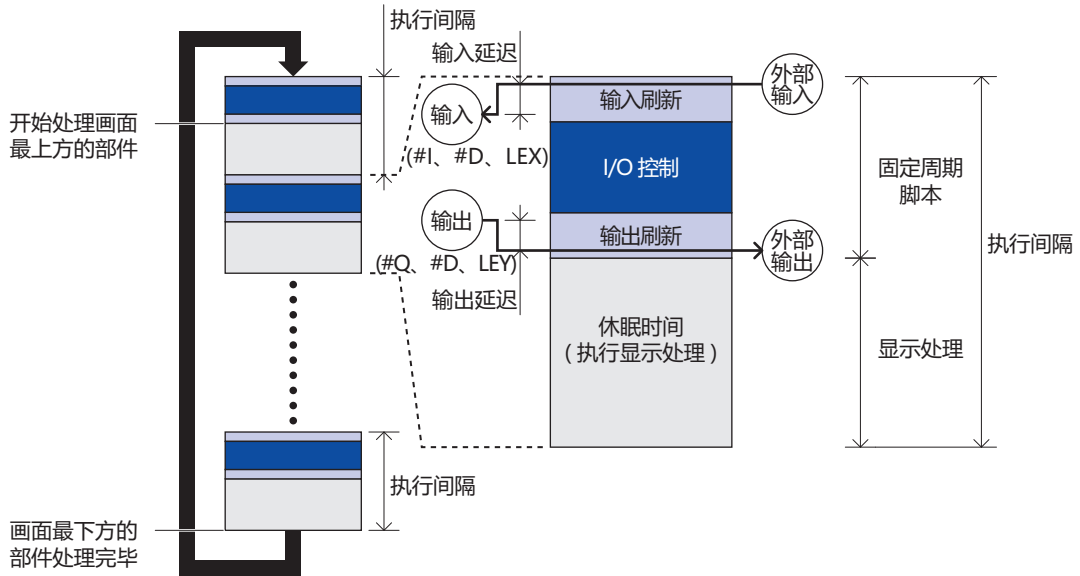 执行间隔
输入延迟
外部
输入
输入刷新
输入
开始处理画面
最上方的部件
(#I、#D、LEX)
I/O 控制
固定周期
脚本
输出
输出刷新
外部
输出
执行间隔
(#Q、#D、LEY)
输出延迟
休眠时间
（执行显示处理）
显示处理
执行间隔
画面最下方的
部件处理完毕